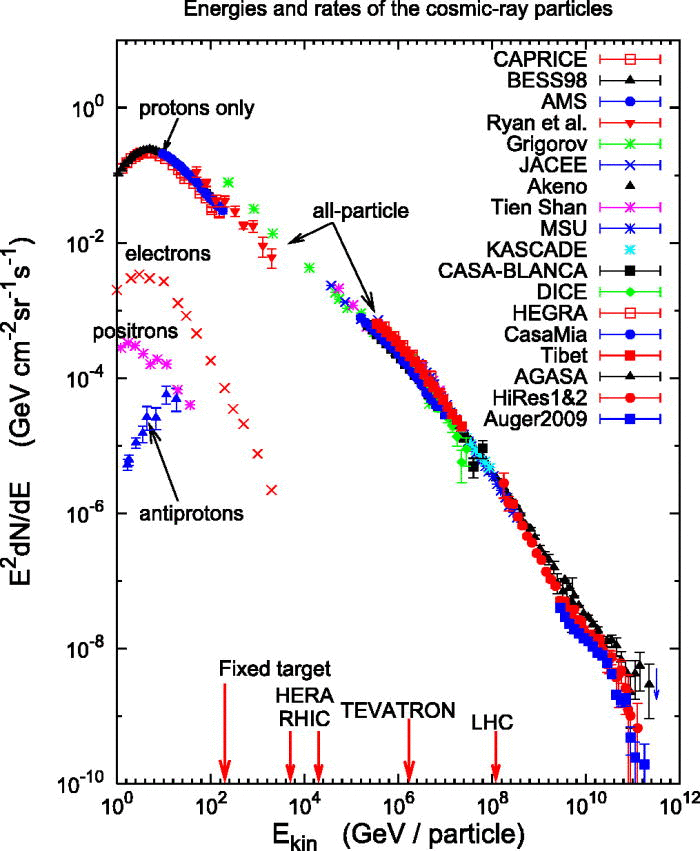 Energies and rates of the cosmic-ray particles
CAPRICE
BESS98
AMS
Ryan et al.
Grigorov
JACEE
Akeno
Tien Shan
MSU
KASCADE
CASA-BLANCA
DICE
HEGRA
CasaMia
Tibet
AGASA
HiRes1&2
Auger2009
protons only
all-particle
electrons
positrons
antiprotons
Fixed target
HERA
RHIC
TEVATRON
LHC
E²dN/dE (GeV cm⁻²sr⁻¹s⁻¹)
10⁰
10⁻²
10⁻⁴
10⁻⁶
10⁻⁸
10⁻¹⁰
10⁰ 10² 10⁴ 10⁶ 10⁸ 10¹⁰ 10¹²
Eₖᵢₙ (GeV / particle)